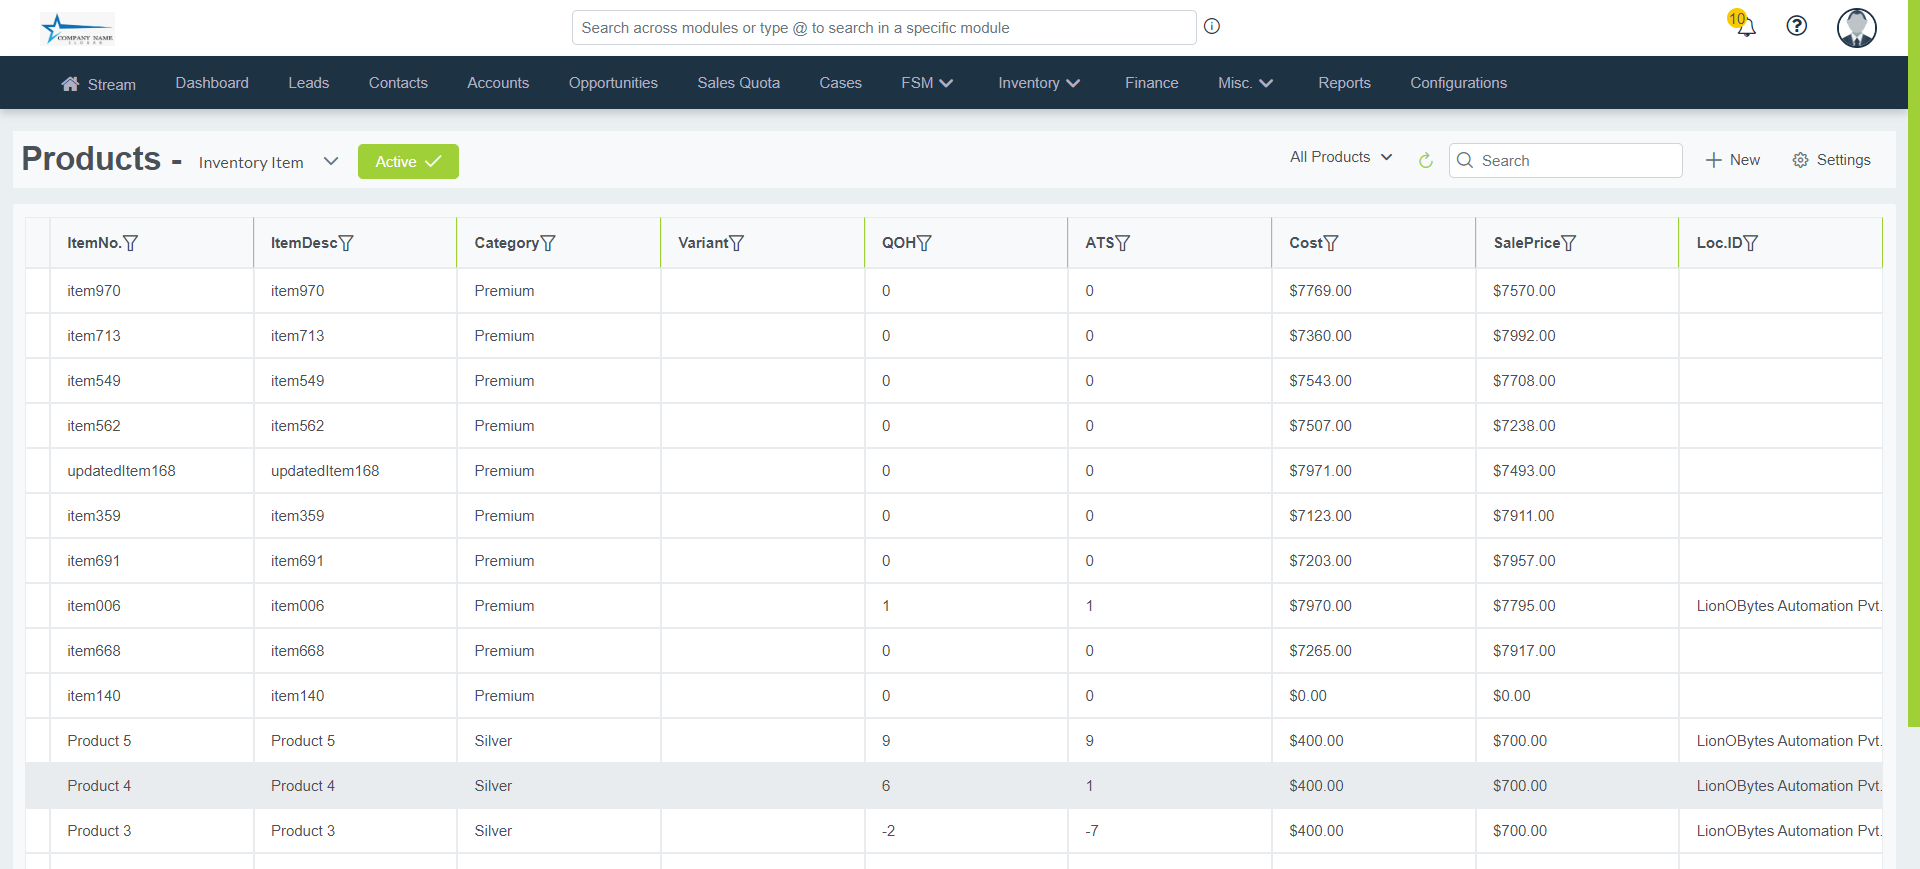 COMPANY NAME
Search across modules or type @ to search in a specific module
10
Stream Dashboard Leads Contacts Accounts Opportunities Sales Quota Cases FSM Inventory Finance Misc. Reports Configurations
Products - Inventory Item Active All Products Search New Settings
ItemNo. ItemDesc Category Variant QOH ATS Cost SalePrice Loc.ID
item970 item970 Premium 0 0 $7769.00 $7570.00
item713 item713 Premium 0 0 $7360.00 $7992.00
item549 item549 Premium 0 0 $7543.00 $7708.00
item562 item562 Premium 0 0 $7507.00 $7238.00
updatedItem168 updatedItem168 Premium 0 0 $7971.00 $7493.00
item359 item359 Premium 0 0 $7123.00 $7911.00
item691 item691 Premium 0 0 $7203.00 $7957.00
item006 item006 Premium 1 1 $7970.00 $7795.00 LionOBytes Automation Pvt.
item668 item668 Premium 0 0 $7265.00 $7917.00
item140 item140 Premium 0 0 $0.00 $0.00
Product 5 Product 5 Silver 9 9 $400.00 $700.00 LionOBytes Automation Pvt.
Product 4 Product 4 Silver 6 1 $400.00 $700.00 LionOBytes Automation Pvt.
Product 3 Product 3 Silver -2 -7 $400.00 $700.00 LionOBytes Automation Pvt.